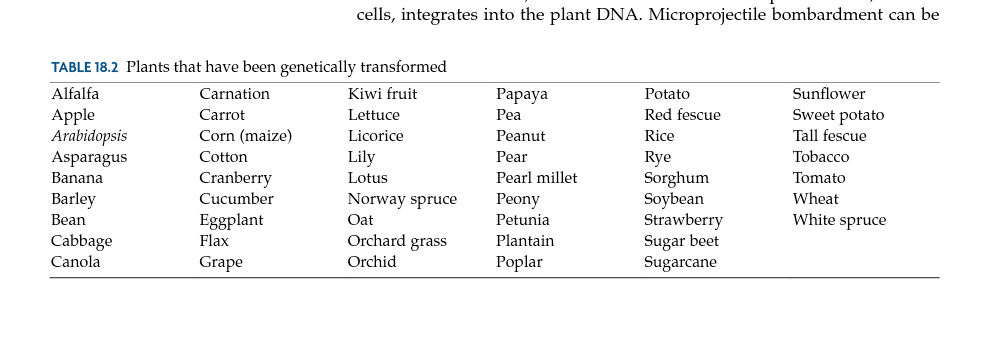 cells, integrates into the plant DNA. Microprojectile bombardment can be
TABLE 18.2 Plants that have been genetically transformed
Alfalfa Carnation Kiwi fruit Papaya Potato Sunflower
Apple Carrot Lettuce Pea Red fescue Sweet potato
Arabidopsis Corn (maize) Licorice Peanut Rice Tall fescue
Asparagus Cotton Lily Pear Rye Tobacco
Banana Cranberry Lotus Pearl millet Sorghum Tomato
Barley Cucumber Norway spruce Peony Soybean Wheat
Bean Eggplant Oat Petunia Strawberry White spruce
Cabbage Flax Orchard grass Plantain Sugar beet
Canola Grape Orchid Poplar Sugarcane